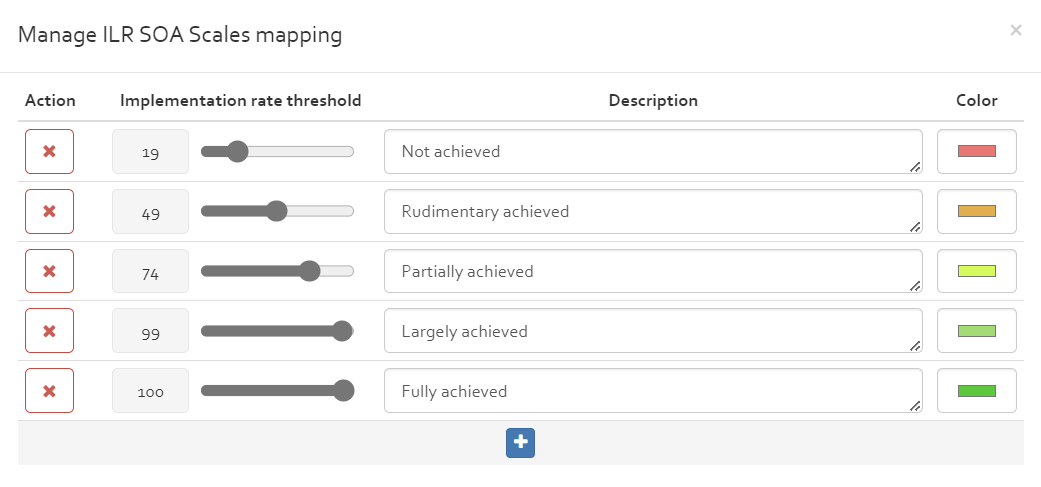 Manage ILR SOA Scales mapping ×
Action Implementation rate threshold Description Color
19 Not achieved
49 Rudimentary achieved
74 Partially achieved
99 Largely achieved
100 Fully achieved